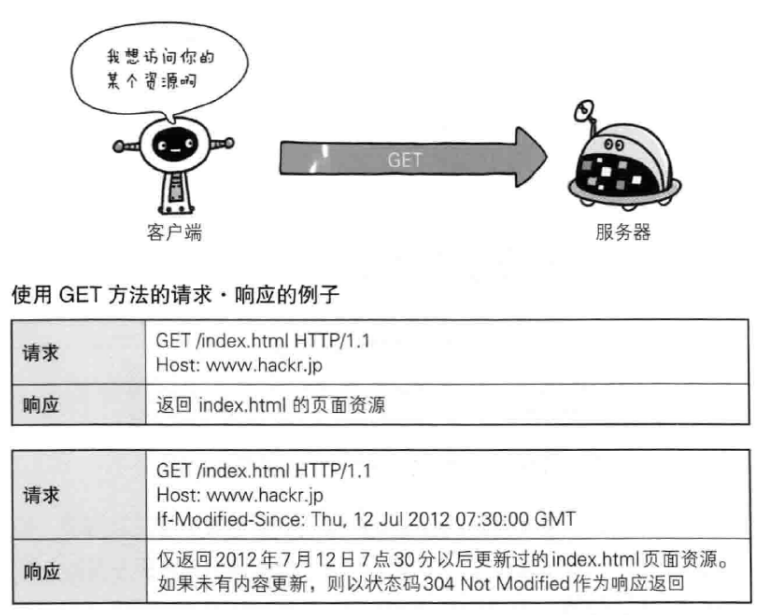 我想访问你的
某个资源啊
GET
客户端
服务器
使用 GET 方法的请求・响应的例子
请求
GET /index.html HTTP/1.1
Host: www.hackr.jp
响应
返回 index.html 的页面资源
请求
GET /index.html HTTP/1.1
Host: www.hackr.jp
If-Modified-Since: Thu, 12 Jul 2012 07:30:00 GMT
响应
仅返回2012年7月12日7点30分以后更新过的index.html页面资源。
如果未有内容更新，则以状态码304 Not Modified作为响应返回